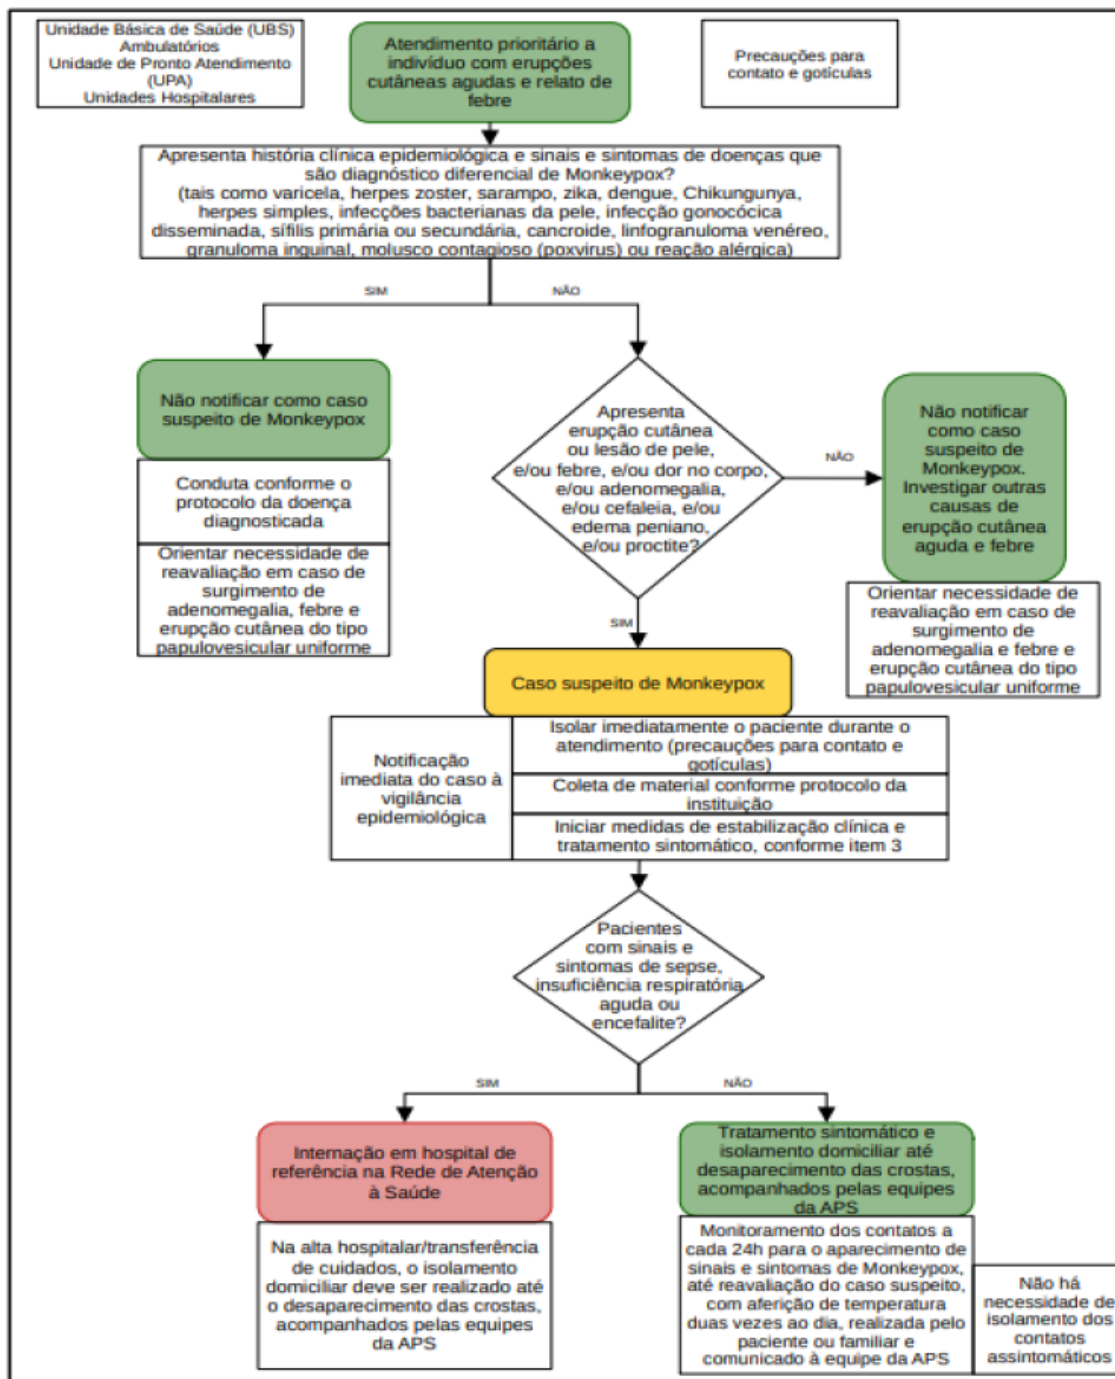 Unidade Básica de Saúde (UBS)
Ambulatórios
Unidade de Pronto Atendimento
(UPA)
Unidades Hospitalares
Atendimento prioritário a
indivíduo com erupções
cutâneas agudas e relato de
febre
Precauções para
contato e gotículas
Apresenta história clínica epidemiológica e sinais e sintomas de doenças que
são diagnóstico diferencial de Monkeypox?
(tais como varicela, herpes zoster, sarampo, zika, dengue, Chikungunya,
herpes simples, infecções bacterianas da pele, infecção gonocócica
disseminada, sífilis primária ou secundária, cancroide, linfogranuloma venéreo,
granuloma inguinal, molusco contagioso (poxvirus) ou reação alérgica)
SIM
NÃO
Não notificar como caso
suspeito de Monkeypox
Conduta conforme o
protocolo da doença
diagnosticada
Orientar necessidade de
reavaliação em caso de
surgimento de
adenomegalia, febre e
erupção cutânea do tipo
papulovesicular uniforme
Apresenta
erupção cutânea
ou lesão de pele,
e/ou febre, e/ou dor no corpo,
e/ou adenomegalia,
e/ou cefaleia, e/ou
edema peniano,
e/ou proctite?
NÃO
Não notificar
como caso
suspeito de
Monkeypox.
Investigar outras
causas de
erupção cutânea
aguda e febre
Orientar necessidade de
reavaliação em caso de
surgimento de
adenomegalia e febre e
erupção cutânea do tipo
papulovesicular uniforme
SIM
Caso suspeito de Monkeypox
Notificação
imediata do caso à
vigilância
epidemiológica
Isolar imediatamente o paciente durante o
atendimento (precauções para contato e
gotículas)
Coleta de material conforme protocolo da
instituição
Iniciar medidas de estabilização clínica e
tratamento sintomático, conforme item 3
Pacientes
com sinais e
sintomas de sepse,
insuficiência respiratória
aguda ou
encefalite?
SIM
NÃO
Internação em hospital de
referência na Rede de Atenção
à Saúde
Na alta hospitalar/transferência
de cuidados, o isolamento
domiciliar deve ser realizado até
o desaparecimento das crostas,
acompanhados pelas equipes
da APS
Tratamento sintomático e
isolamento domiciliar até
desaparecimento das crostas,
acompanhados pelas equipes
da APS
Monitoramento dos contatos a
cada 24h para o aparecimento de
sinais e sintomas de Monkeypox,
até reavaliação do caso suspeito,
com aferição de temperatura
duas vezes ao dia, realizada pelo
paciente ou familiar e
comunicado à equipe da APS
Não há
necessidade de
isolamento dos
contatos
assintomáticos